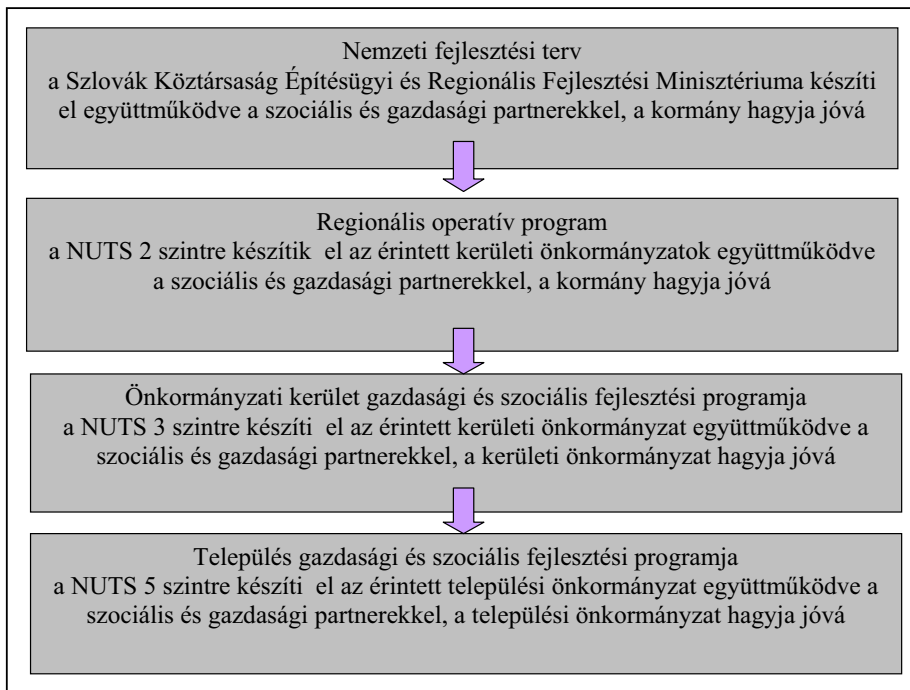 Nemzeti fejlesztési terv
a Szlovák Köztársaság Építésügyi és Regionális Fejlesztési Minisztériuma készíti
el együttműködve a szociális és gazdasági partnerekkel, a kormány hagyja jóvá
Regionális operatív program
a NUTS 2 szintre készítik el az érintett kerületi önkormányzatok együttműködve
a szociális és gazdasági partnerekkel, a kormány hagyja jóvá
Önkormányzati kerület gazdasági és szociális fejlesztési programja
a NUTS 3 szintre készíti el az érintett kerületi önkormányzat együttműködve a
szociális és gazdasági partnerekkel, a kerületi önkormányzat hagyja jóvá
Település gazdasági és szociális fejlesztési programja
a NUTS 5 szintre készíti el az érintett települési önkormányzat együttműködve a
szociális és gazdasági partnerekkel, a települési önkormányzat hagyja jóvá